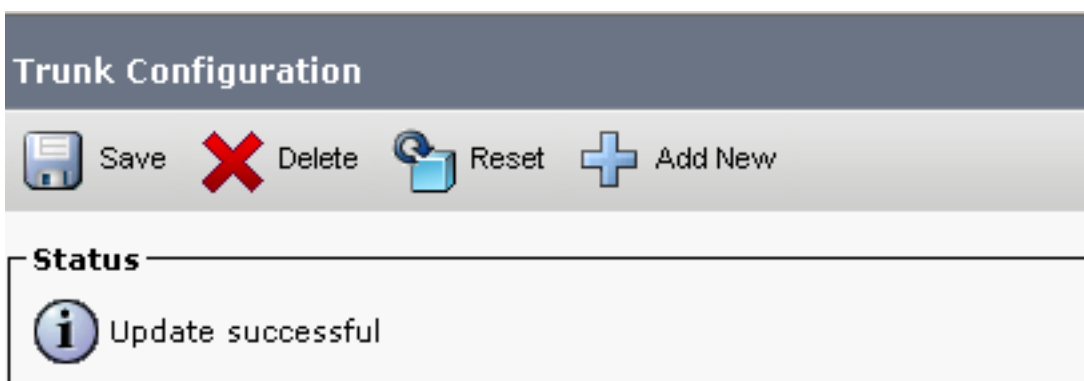 Trunk Configuration
Save Delete Reset Add New
Status
Update successful